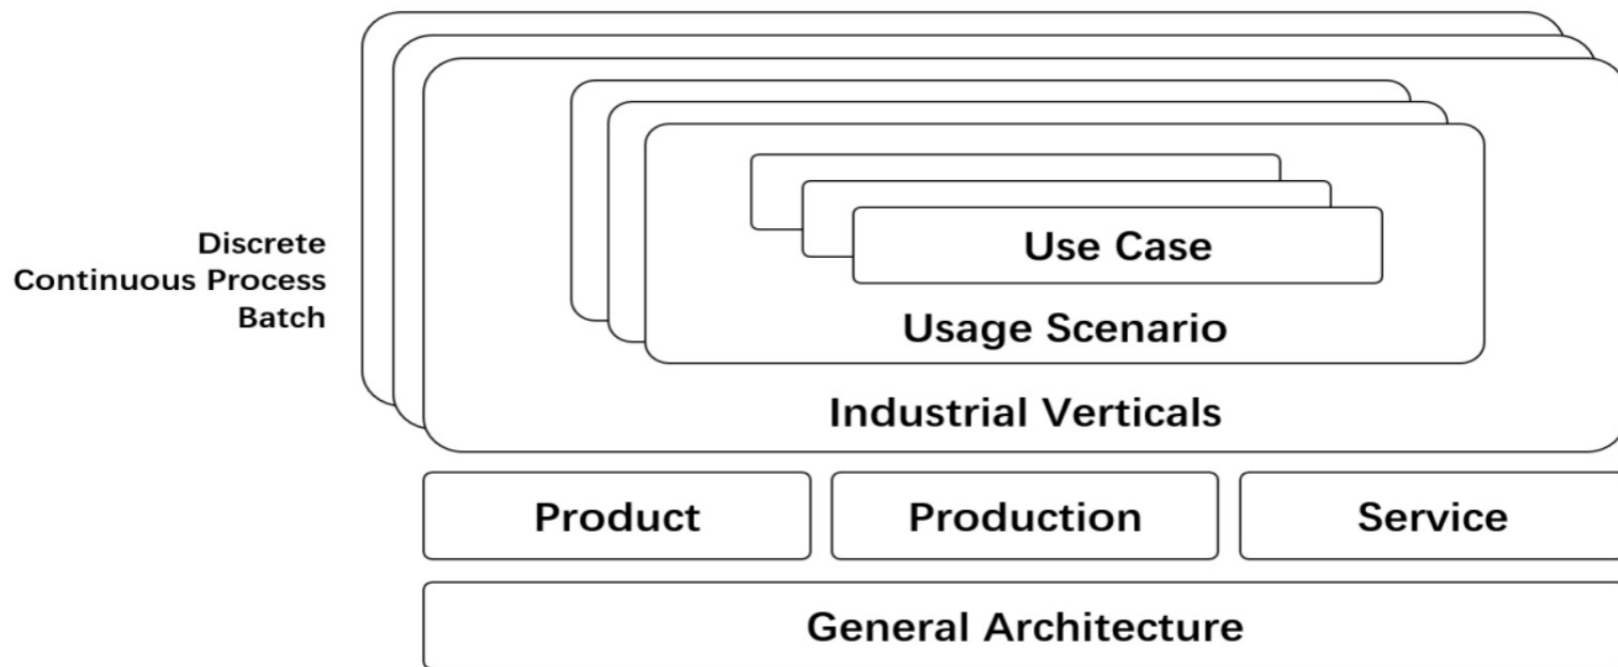 Discrete
Continuous Process
Batch
Use Case
Usage Scenario
Industrial Verticals
Product
Production
Service
General Architecture